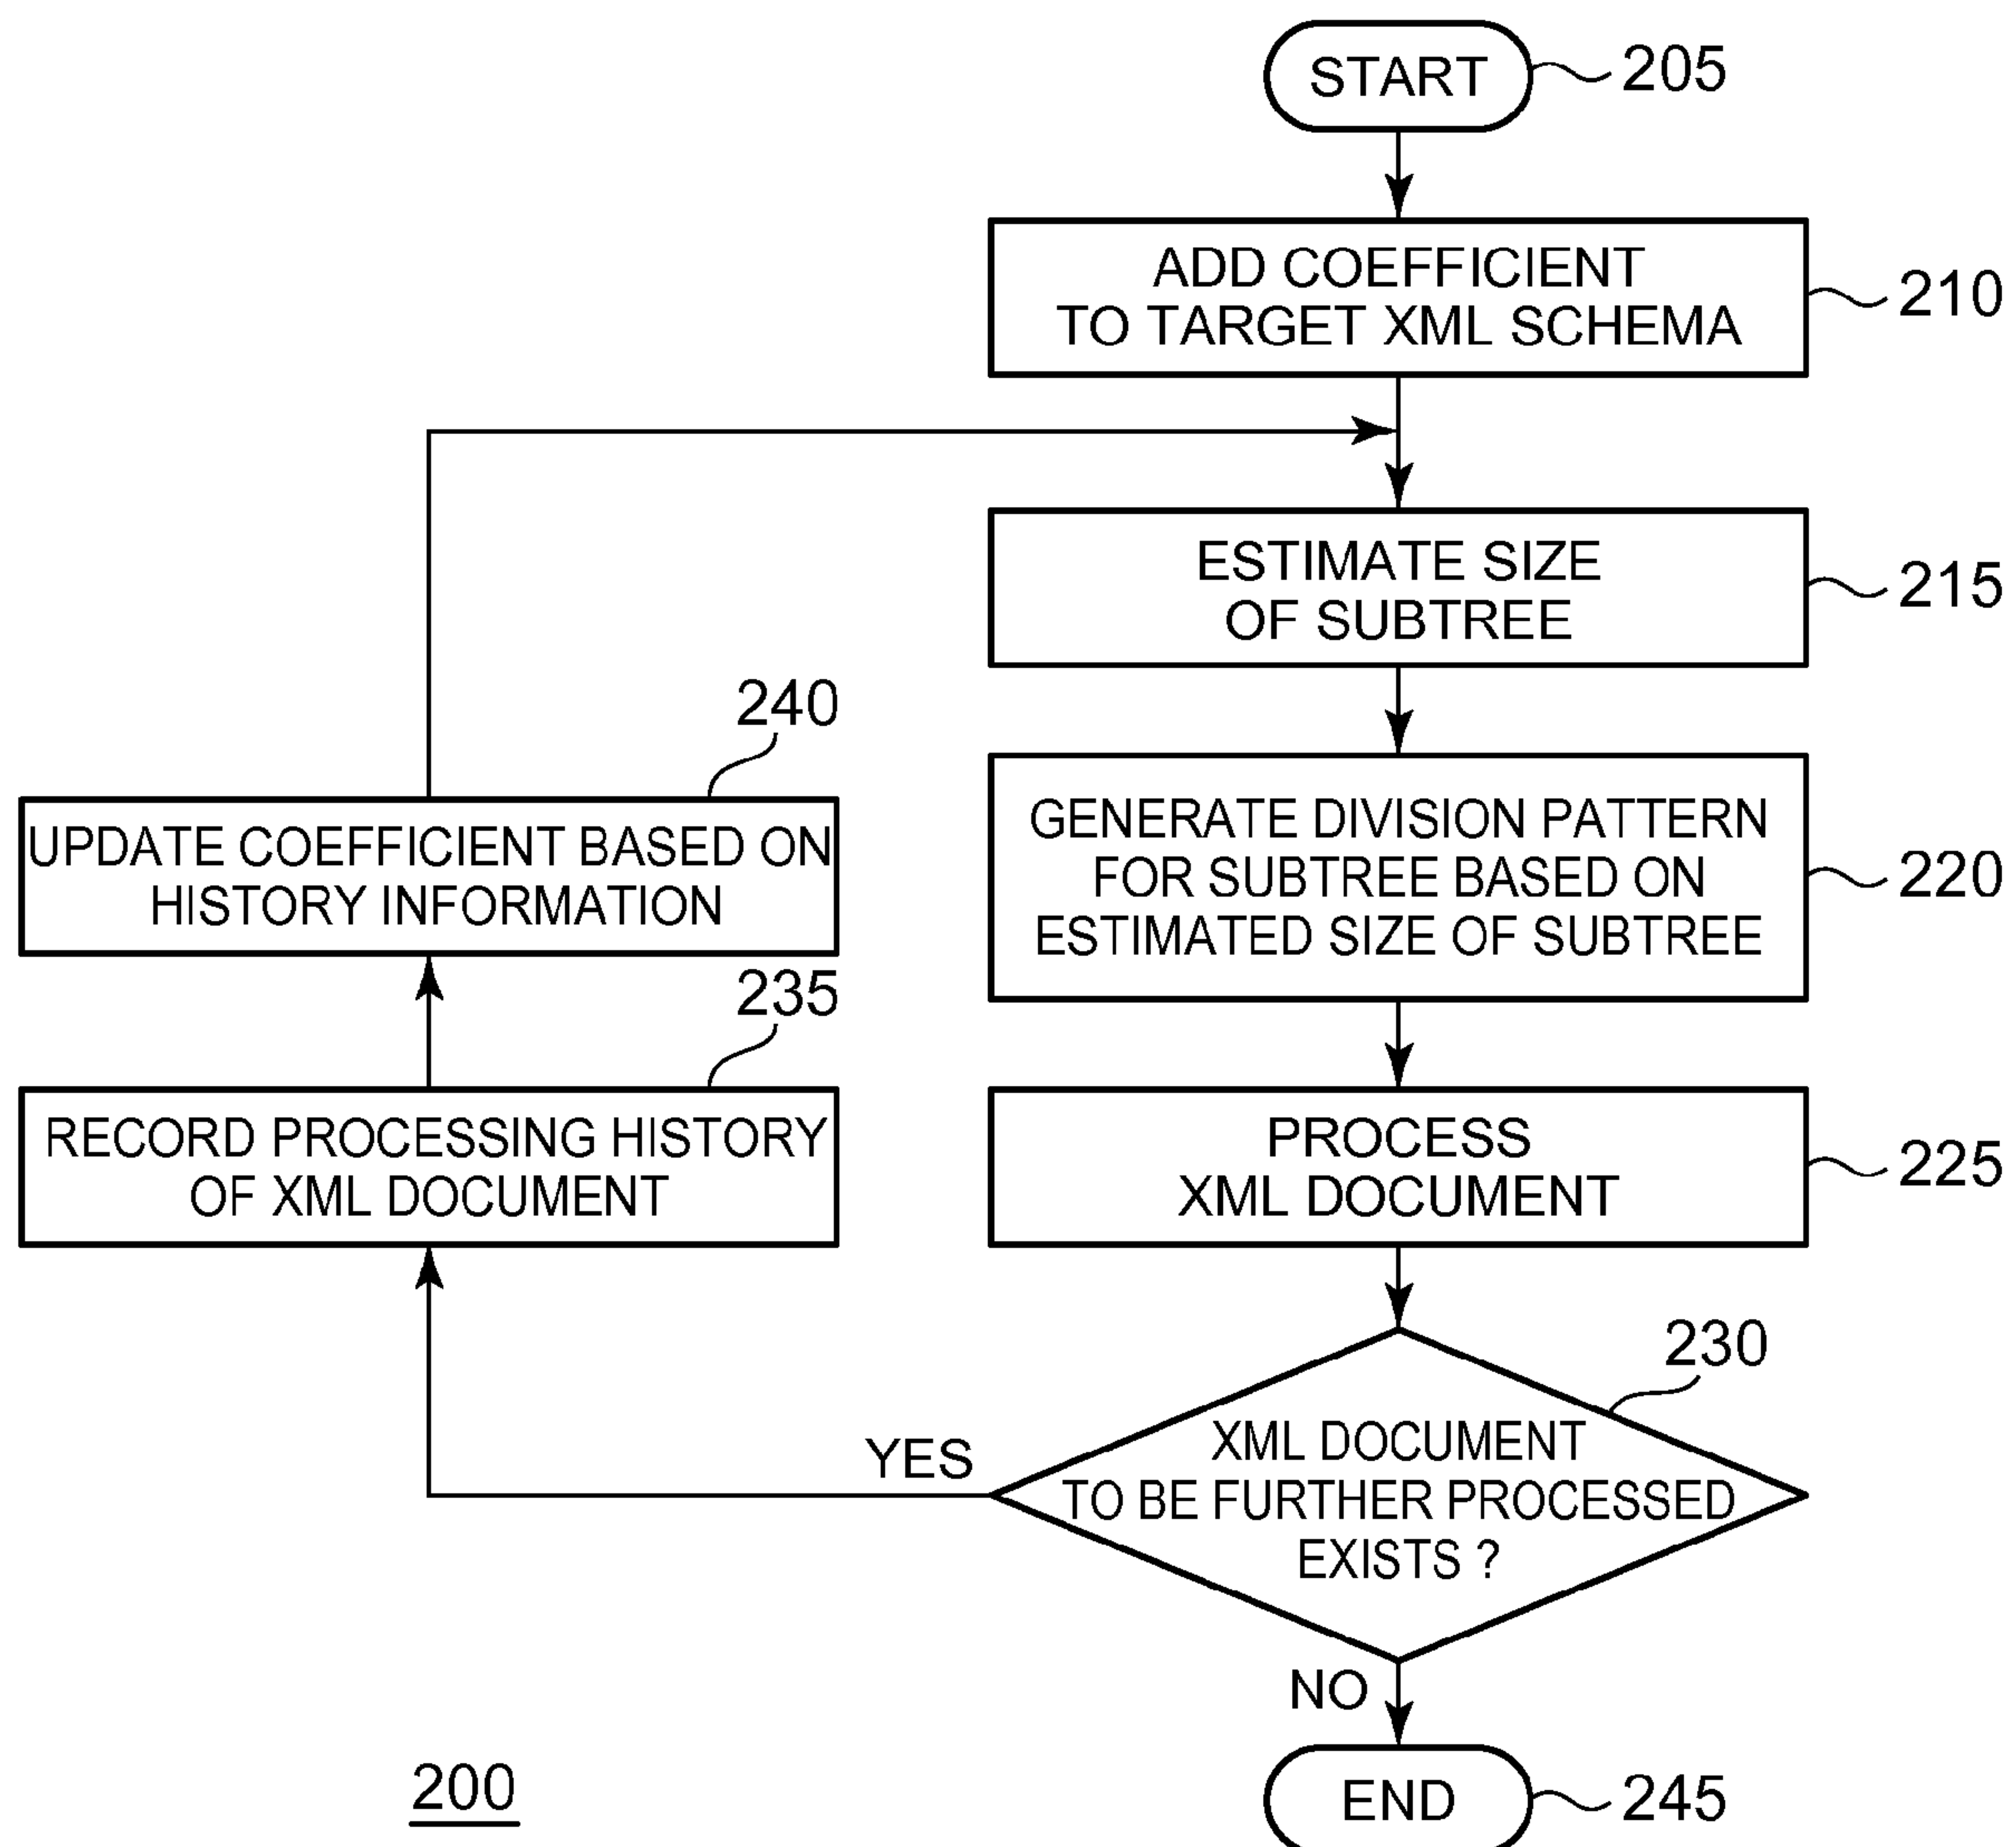 START
205
ADD COEFFICIENT
TO TARGET XML SCHEMA
210
ESTIMATE SIZE
OF SUBTREE
215
GENERATE DIVISION PATTERN
FOR SUBTREE BASED ON
ESTIMATED SIZE OF SUBTREE
220
PROCESS
XML DOCUMENT
225
XML DOCUMENT
TO BE FURTHER PROCESSED
EXISTS ?
230
YES
RECORD PROCESSING HISTORY
OF XML DOCUMENT
235
UPDATE COEFFICIENT BASED ON
HISTORY INFORMATION
240
NO
END
245
200